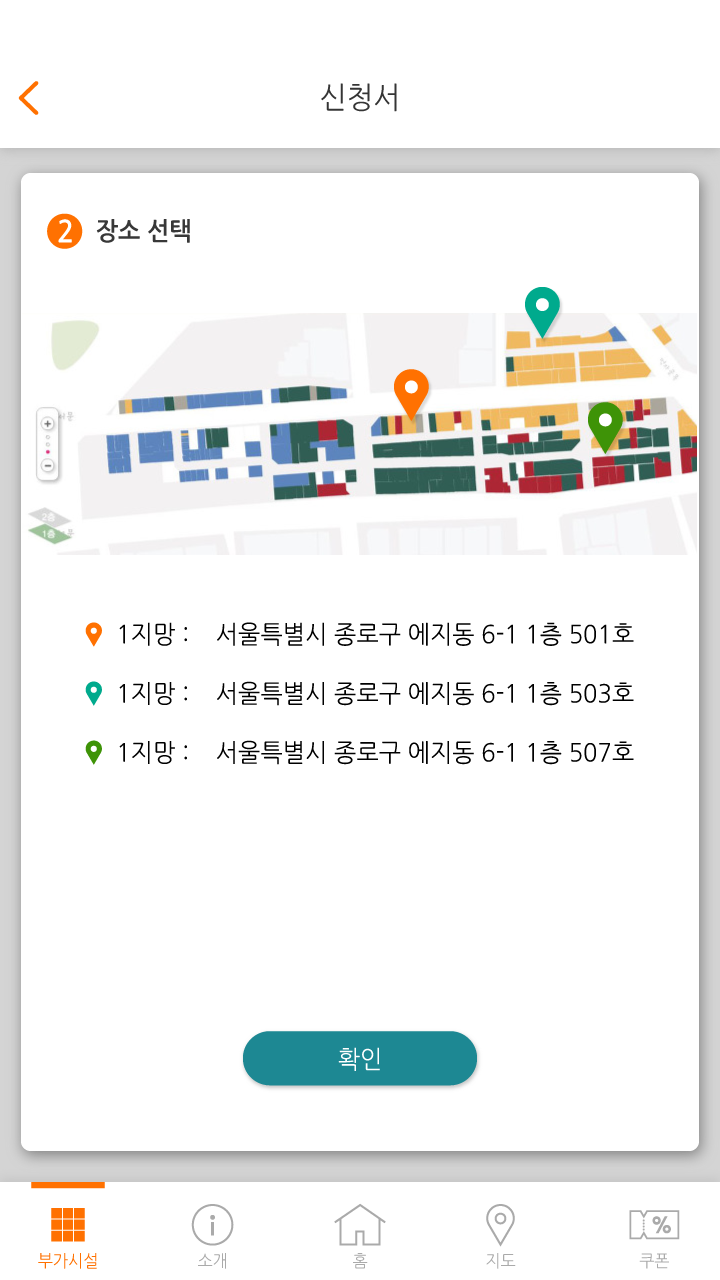 신청서
2 장소 선택
2층
1층
1지망 : 서울특별시 종로구 에지동 6-1 1층 501호
1지망 : 서울특별시 종로구 에지동 6-1 1층 503호
1지망 : 서울특별시 종로구 에지동 6-1 1층 507호
확인
부가시설 소개 홈 지도 쿠폰